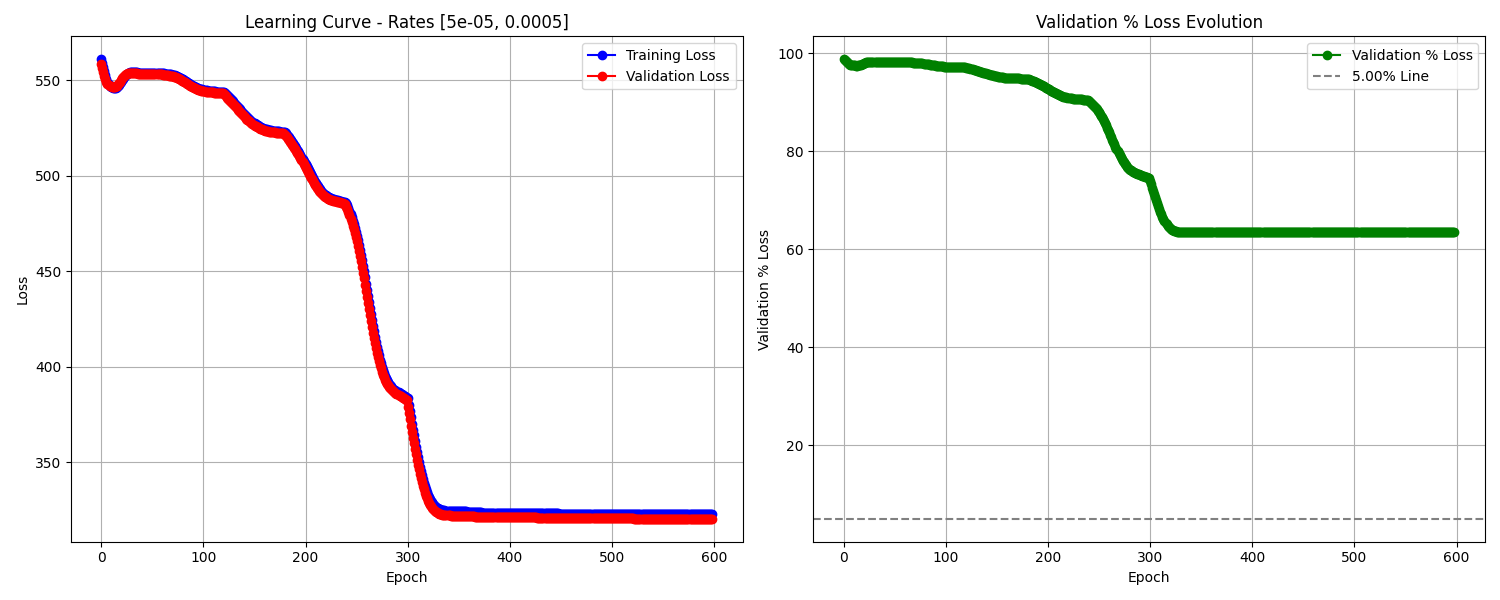 Learning Curve - Rates [5e-05, 0.0005]
Training Loss
Validation Loss
550
500
450
400
350
Loss
0
100
200
300
400
500
600
Epoch
Validation % Loss Evolution
Validation % Loss
5.00% Line
100
80
60
40
20
Validation % Loss
0
100
200
300
400
500
600
Epoch